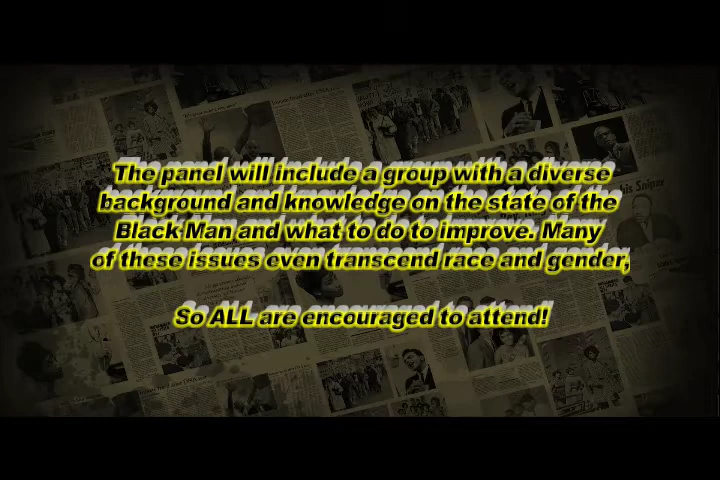 The panel will include a group with a diverse
background and knowledge on the state of the
Black Man and what to do to improve. Many
of these issues even transcend race and gender,
So ALL are encouraged to attend!